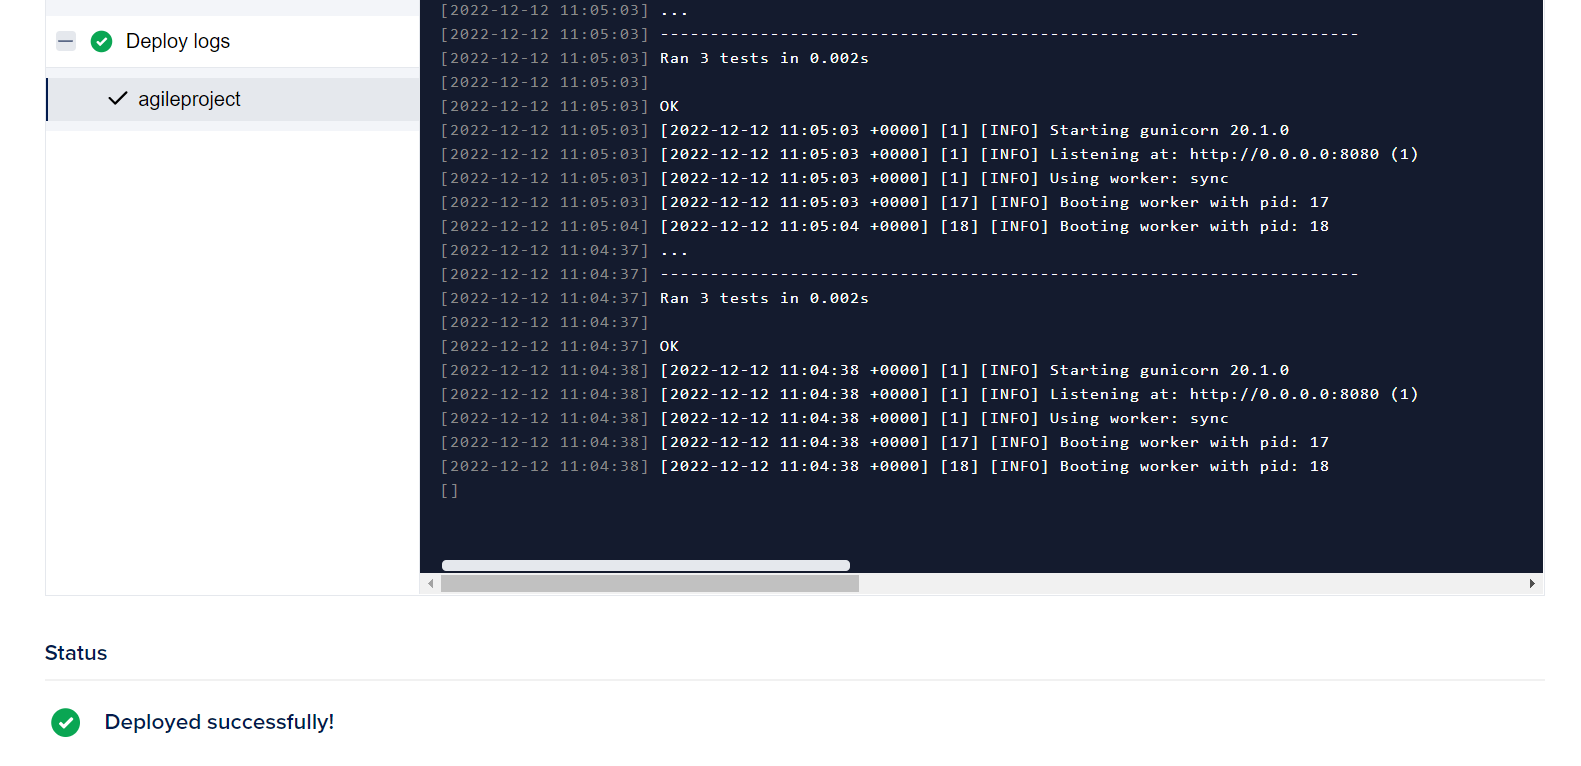 Deploy logs
agileproject
[2022-12-12 11:05:03] ...
[2022-12-12 11:05:03] ----------------------------------------------------------------------
[2022-12-12 11:05:03] Ran 3 tests in 0.002s
[2022-12-12 11:05:03]
[2022-12-12 11:05:03] OK
[2022-12-12 11:05:03] [2022-12-12 11:05:03 +0000] [1] [INFO] Starting gunicorn 20.1.0
[2022-12-12 11:05:03] [2022-12-12 11:05:03 +0000] [1] [INFO] Listening at: http://0.0.0.0:8080 (1)
[2022-12-12 11:05:03] [2022-12-12 11:05:03 +0000] [1] [INFO] Using worker: sync
[2022-12-12 11:05:03] [2022-12-12 11:05:03 +0000] [17] [INFO] Booting worker with pid: 17
[2022-12-12 11:05:04] [2022-12-12 11:05:04 +0000] [18] [INFO] Booting worker with pid: 18
[2022-12-12 11:04:37] ...
[2022-12-12 11:04:37] ----------------------------------------------------------------------
[2022-12-12 11:04:37] Ran 3 tests in 0.002s
[2022-12-12 11:04:37]
[2022-12-12 11:04:37] OK
[2022-12-12 11:04:38] [2022-12-12 11:04:38 +0000] [1] [INFO] Starting gunicorn 20.1.0
[2022-12-12 11:04:38] [2022-12-12 11:04:38 +0000] [1] [INFO] Listening at: http://0.0.0.0:8080 (1)
[2022-12-12 11:04:38] [2022-12-12 11:04:38 +0000] [1] [INFO] Using worker: sync
[2022-12-12 11:04:38] [2022-12-12 11:04:38 +0000] [17] [INFO] Booting worker with pid: 17
[2022-12-12 11:04:38] [2022-12-12 11:04:38 +0000] [18] [INFO] Booting worker with pid: 18
[]
Status
Deployed successfully!